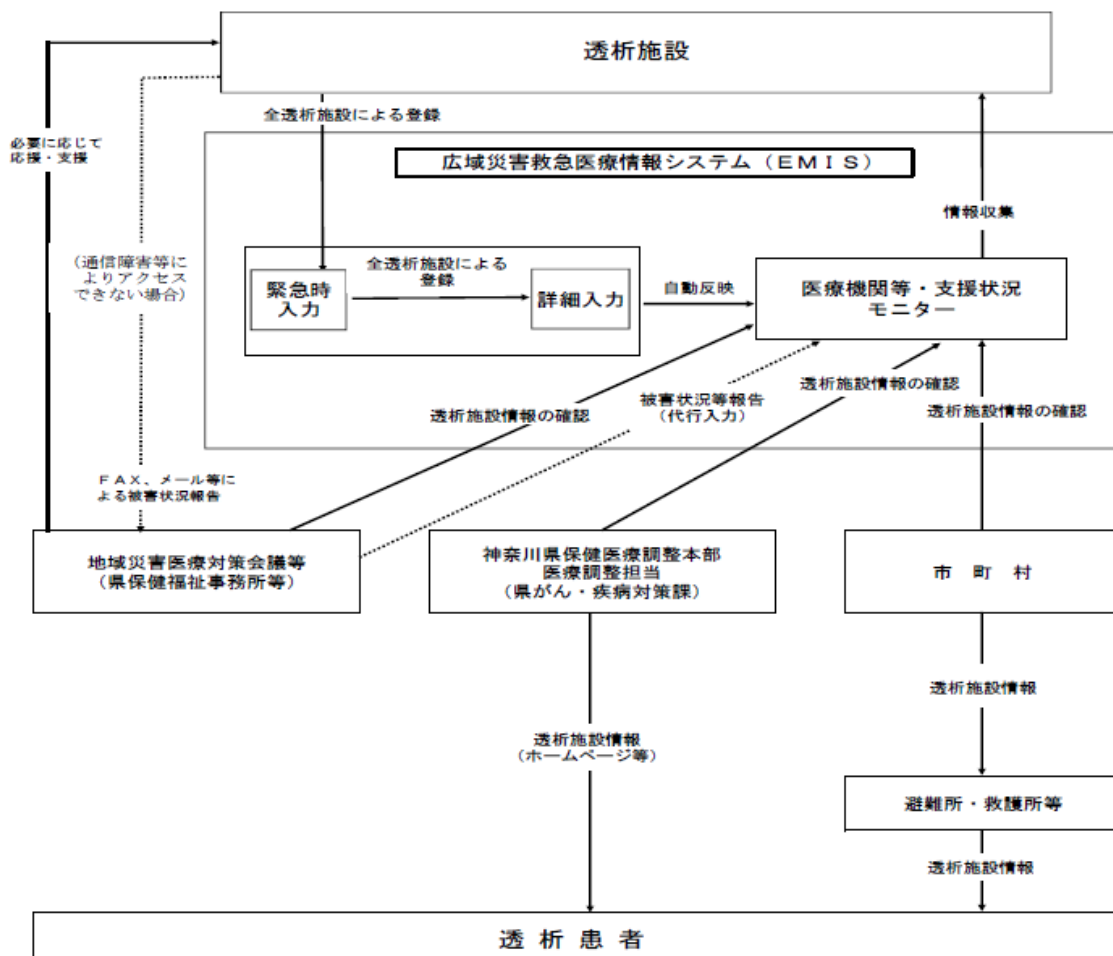 透析施設
全透析施設による登録
必要に応じて
応援・支援
広域災害救急医療情報システム（ＥＭＩＳ）
情報収集
（通信障害等に
よりアクセス
できない場合）
緊急時
入力
全透析施設による
登録
詳細入力
自動反映
医療機関等・支援状況
モニター
透析施設情報の確認
被害状況等報告
（代行入力）
透析施設情報の確認
透析施設情報の確認
ＦＡＸ、メール等に
よる被害状況報告
地域災害医療対策会議等
（県保健福祉事務所等）
神奈川県保健医療調整本部
医療調整担当
（県がん・疾病対策課）
市　町　村
透析施設情報
透析施設情報
（ホームページ等）
避難所・救護所等
透析施設情報
透 析 患 者